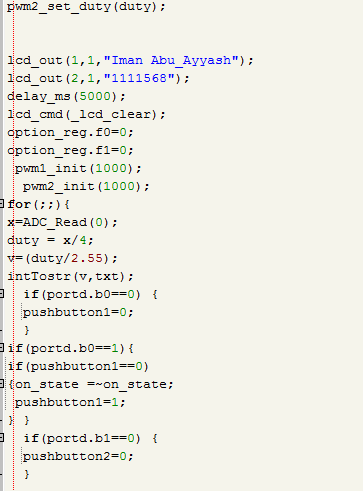 pwm2_set_duty(duty);
lcd_out(1,1,"Iman Abu_Ayyash");
lcd_out(2,1,"1111568");
delay_ms(5000);
lcd_cmd(_lcd_clear);
option_reg.f0=0;
option_reg.f1=0;
pwm1_init(1000);
pwm2_init(1000);
for(;;){
x=ADC_Read(0);
duty = x/4;
v=(duty/2.55);
intTostr(v,txt);
if(portd.b0==0) {
pushbutton1=0;
}
if(portd.b0==1){
if(pushbutton1==0)
{on_state =~on_state;
pushbutton1=1;
} }
if(portd.b1==0) {
pushbutton2=0;
}